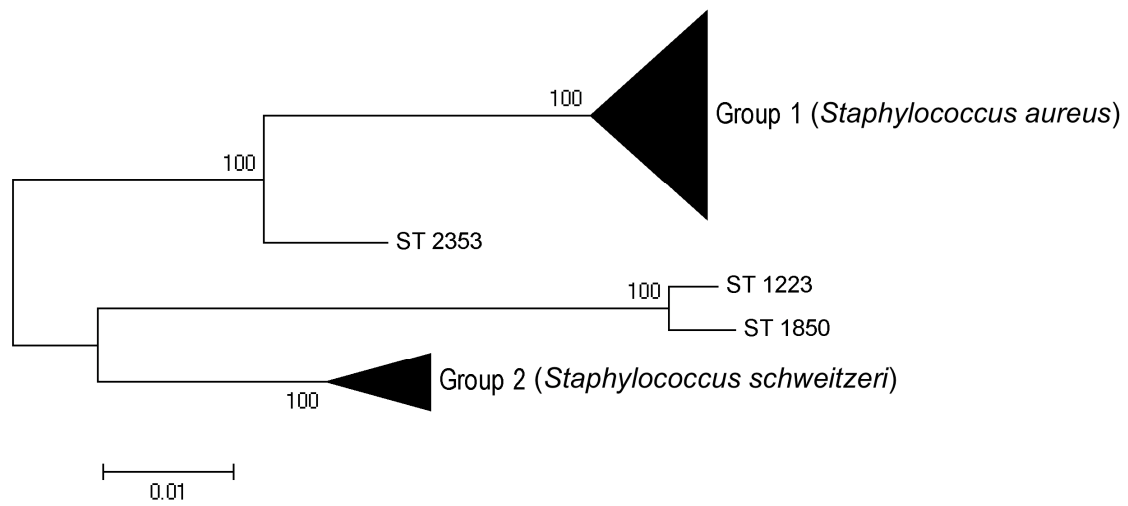 100
Group 1 (Staphylococcus aureus)
100
ST 2353
100
ST 1223
ST 1850
Group 2 (Staphylococcus schweitzeri)
100
0.01